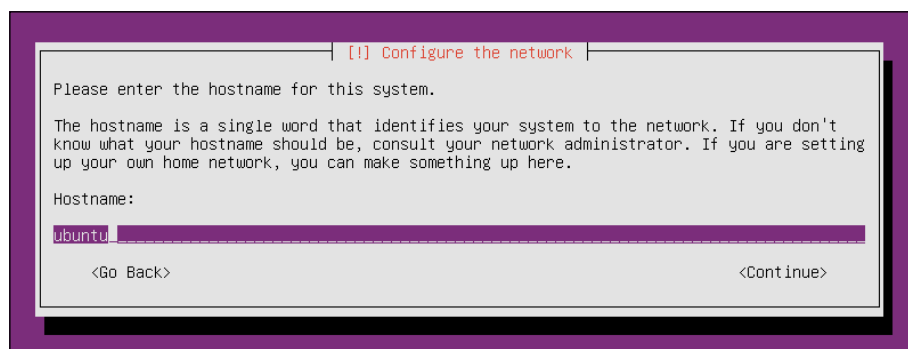 [!] Configure the network
Please enter the hostname for this system.
The hostname is a single word that identifies your system to the network. If you don't
know what your hostname should be, consult your network administrator. If you are setting
up your own home network, you can make something up here.
Hostname:
ubuntu
<Go Back> <Continue>